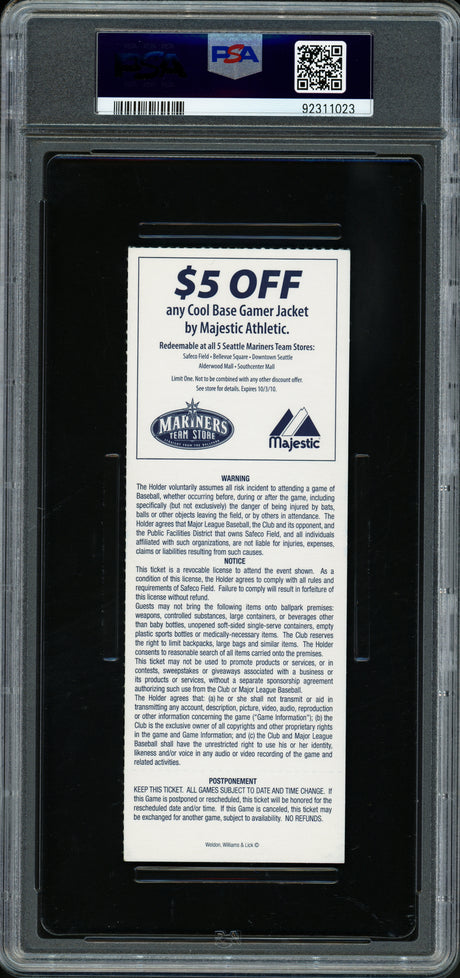 PSA
92311023
$5 OFF
any Cool Base Gamer Jacket
by Majestic Athletic.
Redeemable at all 5 Seattle Mariners Team Stores:
Safeco Field • Bellevue Square • Downtown Seattle
Alderwood Mall • Southcenter Mall
Limit One. Not to be combined with any other discount offer.
See store for details. Expires 10/3/10.
MARINERS
TEAM STORE
Majestic
WARNING
The Holder voluntarily assumes all risk incident to attending a game of
Baseball, whether occurring before, during or after the game, including
specifically (but not exclusively) the danger of being injured by bats,
balls or other objects leaving the field, or by others in attendance. The
Holder agrees that Major League Baseball, the Club and its opponent, and
the Public Facilities District that owns Safeco Field, and all individuals
affiliated with such organizations, are not liable for injuries, expenses,
claims or liabilities resulting from such causes.
NOTICE
This ticket is a revocable license to attend the event shown. As a
condition of this license, the Holder agrees to comply with all rules and
requirements of Safeco Field. Failure to comply will result in forfeiture of
this license without refund.
Guests may not bring the following items onto ballpark premises:
weapons, controlled substances, large containers, or beverages other
than baby bottles, unopened soft-sided single-serve containers, empty
plastic sports bottles or medically-necessary items. The Club reserves
the right to limit backpacks, large bags and similar items. The Holder
consents to reasonable search of all items carried onto the premises.
This ticket may not be used to promote products or services, or in
contests, sweepstakes or giveaways associated with a business or
its products or services, without a separate sponsorship agreement
authorizing such use from the Club or Major League Baseball.
The Holder agrees that: (a) he or she shall not transmit or aid in
transmitting any account, description, picture, video, audio, reproduction
or other information concerning the game ("Game Information"); (b) the
Club is the exclusive owner of all copyrights and other proprietary rights
in the game and Game Information; and (c) the Club and Major League
Baseball shall have the unrestricted right to use his or her identity,
likeness and/or voice in any audio or video recording of the game and
related activities.
POSTPONEMENT
KEEP THIS TICKET. ALL GAMES SUBJECT TO DATE AND TIME CHANGE. If
this Game is postponed or rescheduled, this ticket will be honored for the
rescheduled date and/or time. If this Game is canceled, this ticket may
be exchanged for another game, subject to availability. NO REFUNDS.
Weldon, Williams & Lick ©
PSA